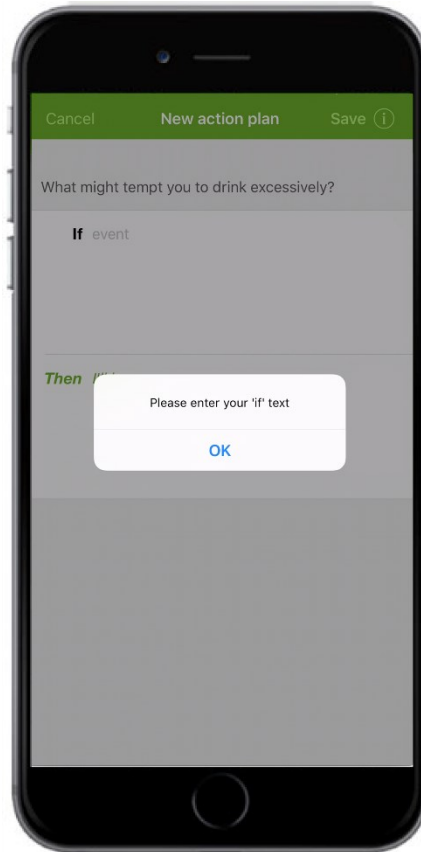 Cancel New action plan Save
What might tempt you to drink excessively?
If event
Then
Please enter your 'if' text
OK